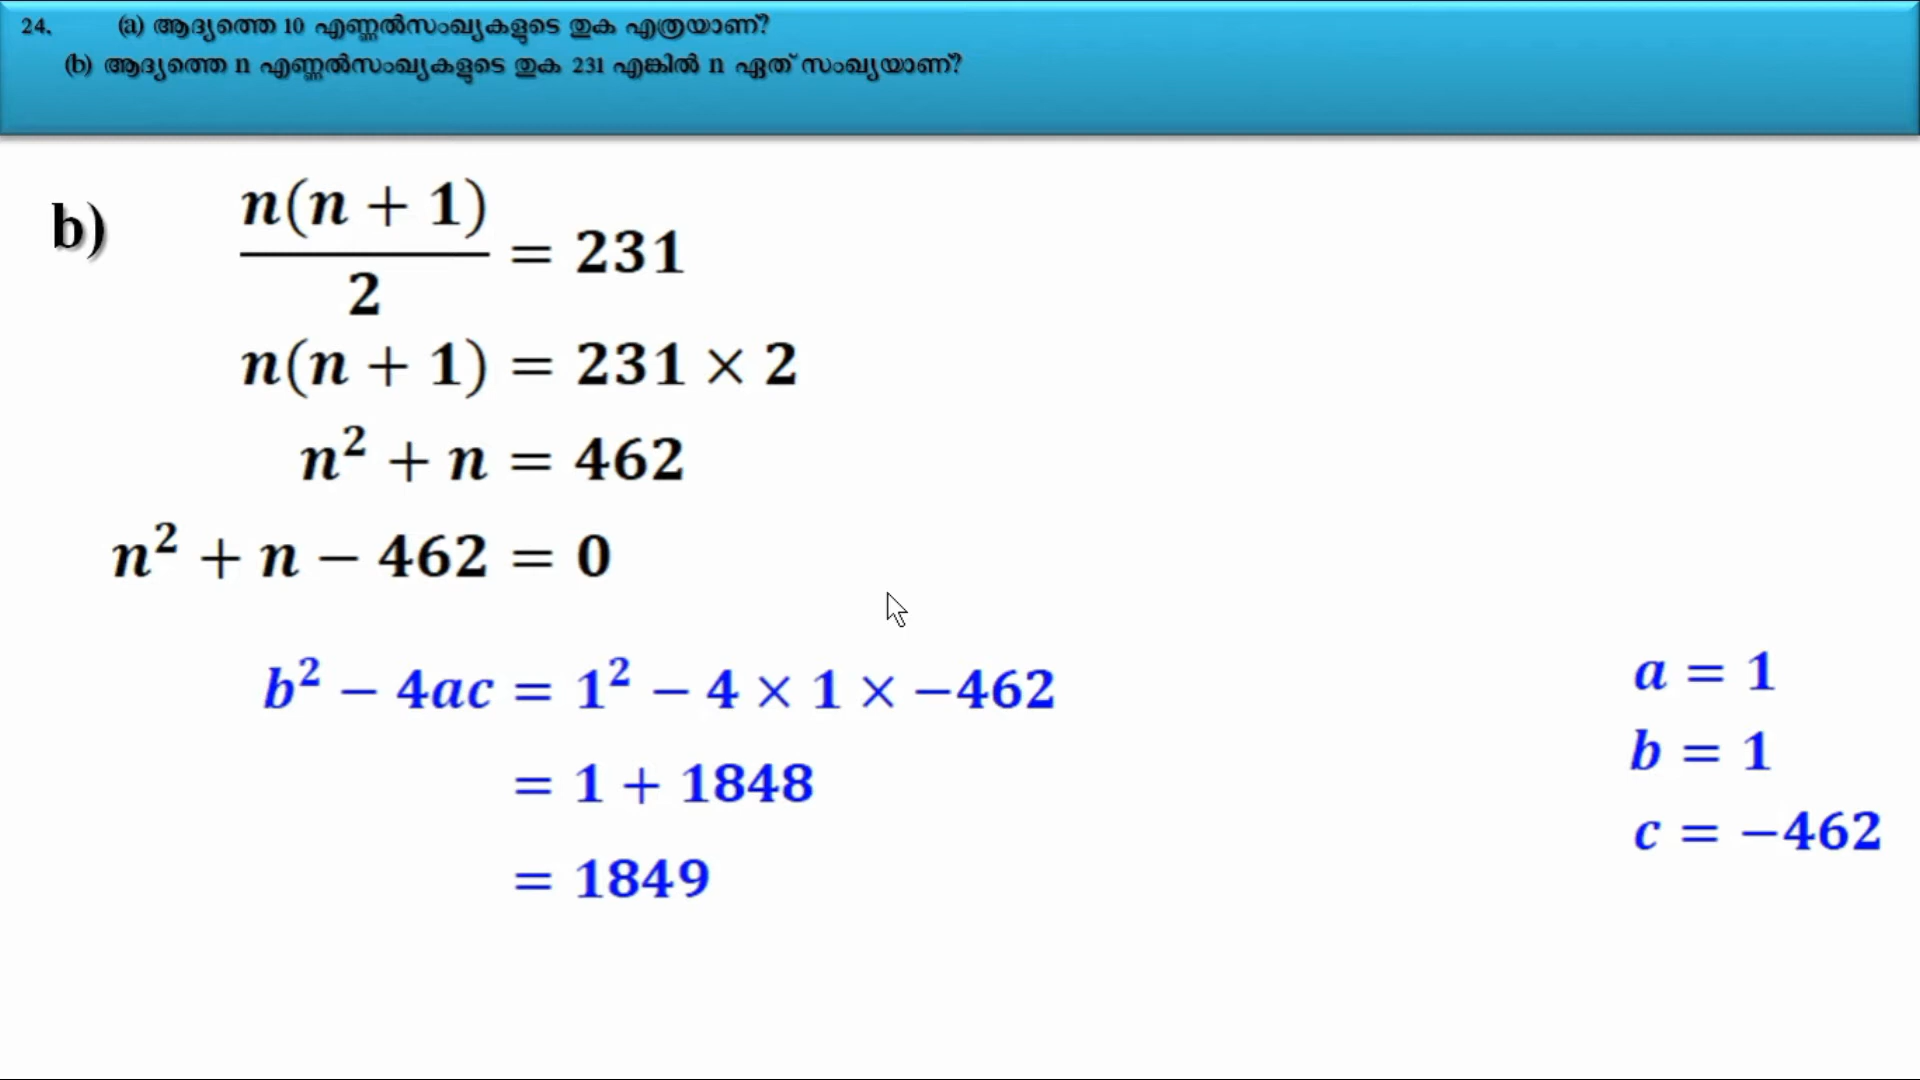 24. (a) ആദ്യത്തെ 10 എണ്ണൽസംഖ്യകളുടെ തുക എത്രയാണ്?
(b) ആദ്യത്തെ n എണ്ണൽസംഖ്യകളുടെ തുക 231 എങ്കിൽ n ഏത് സംഖ്യയാണ്?
b) n(n + 1)/2 = 231
n(n + 1) = 231 × 2
n² + n = 462
n² + n − 462 = 0
b² − 4ac = 1² − 4 × 1 × −462
= 1 + 1848
= 1849
a = 1
b = 1
c = −462